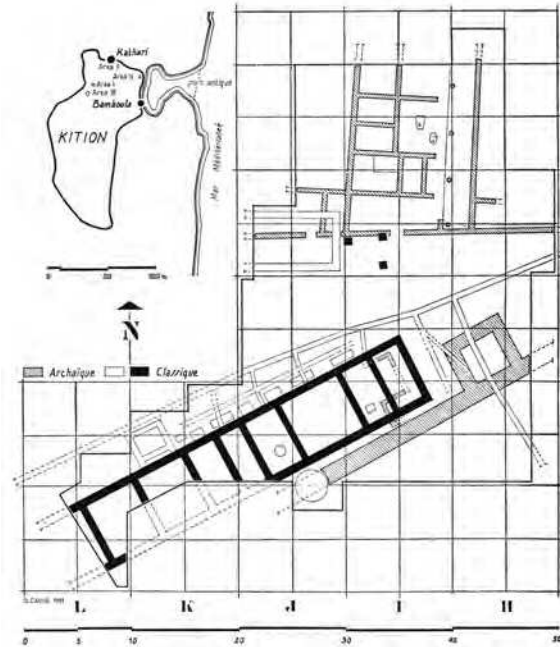 Kathari
Area II
Area III
Bamboula
KITION
port antique
Mer Méditerranée
N
Archaïque
Classique
L K J I H
0 5 10 20 30 40 50